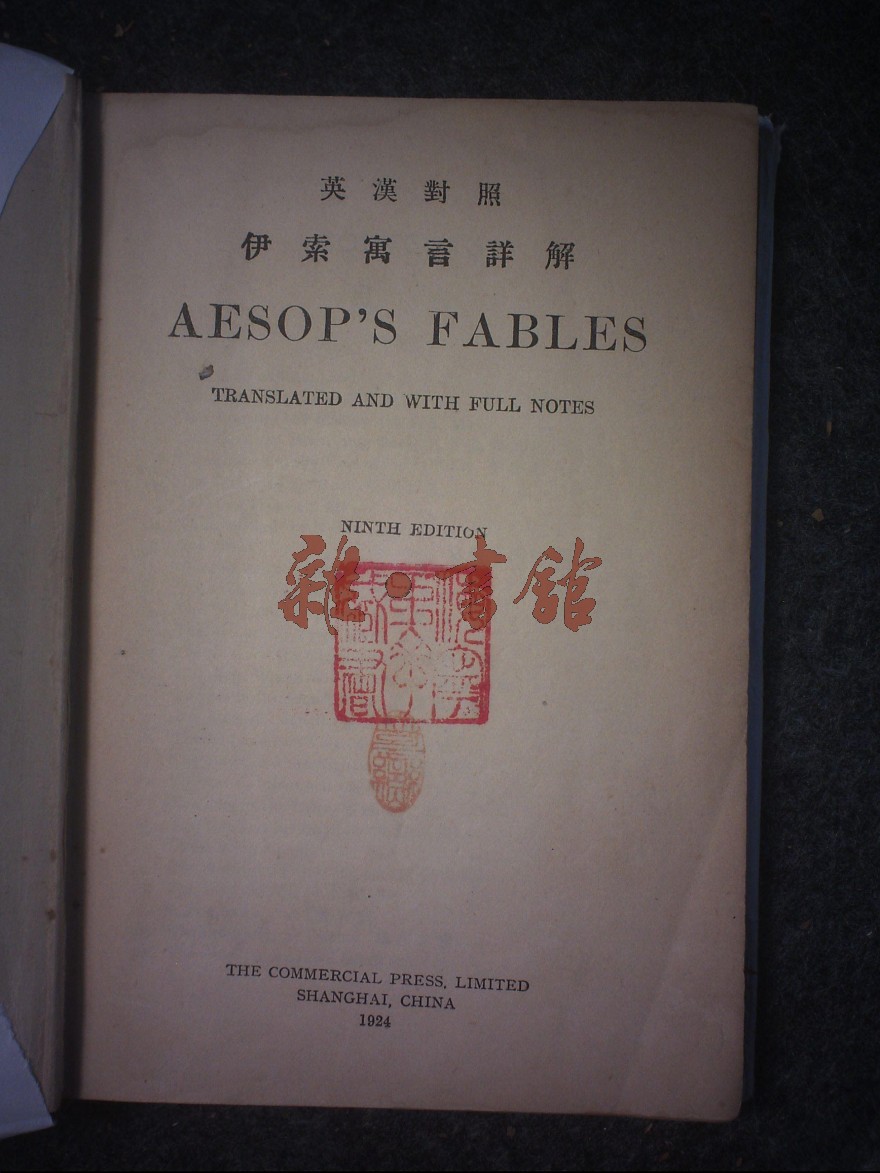 英漢對照
伊索寓言詳解
AESOP'S FABLES
TRANSLATED AND WITH FULL NOTES
NINTH EDITION
雜·書館
THE COMMERCIAL PRESS, LIMITED
SHANGHAI, CHINA
1924